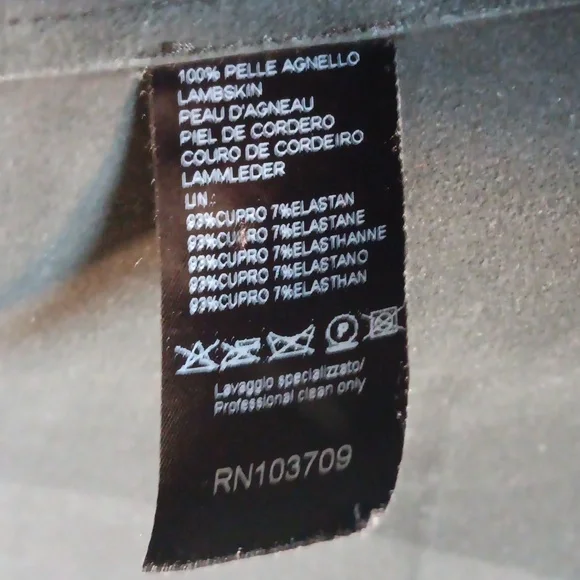 100% PELLE AGNELLO
LAMBSKIN
PEAU D'AGNEAU
PIEL DE CORDERO
COURO DE CORDEIRO
LAMMLEDER
LIN.:
93%CUPRO 7%ELASTAN
93%CUPRO 7%ELASTANE
93%CUPRO 7%ELASTHANNE
93%CUPRO 7%ELASTANO
93%CUPRO 7%ELASTHAN
P
Lavaggio specializzato/
Professional clean only
RN103709